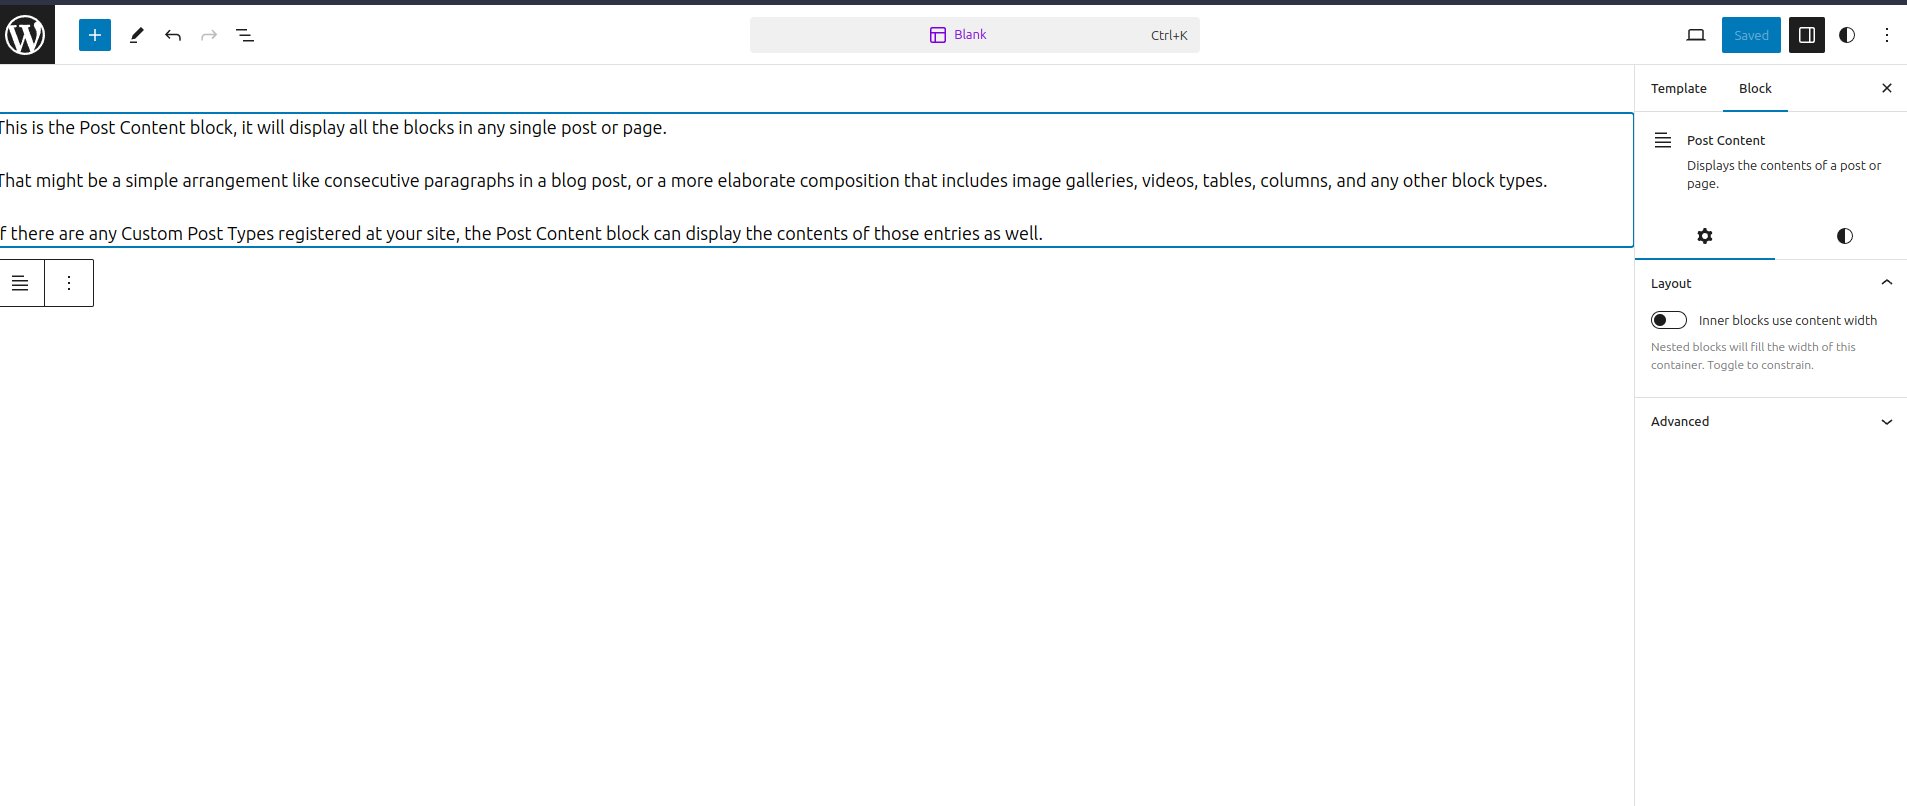 Blank
Ctrl+K
Saved
This is the Post Content block, it will display all the blocks in any single post or page.
That might be a simple arrangement like consecutive paragraphs in a blog post, or a more elaborate composition that includes image galleries, videos, tables, columns, and any other block types.
If there are any Custom Post Types registered at your site, the Post Content block can display the contents of those entries as well.
Template
Block
Post Content
Displays the contents of a post or
page.
Layout
Inner blocks use content width
Nested blocks will fill the width of this
container. Toggle to constrain.
Advanced